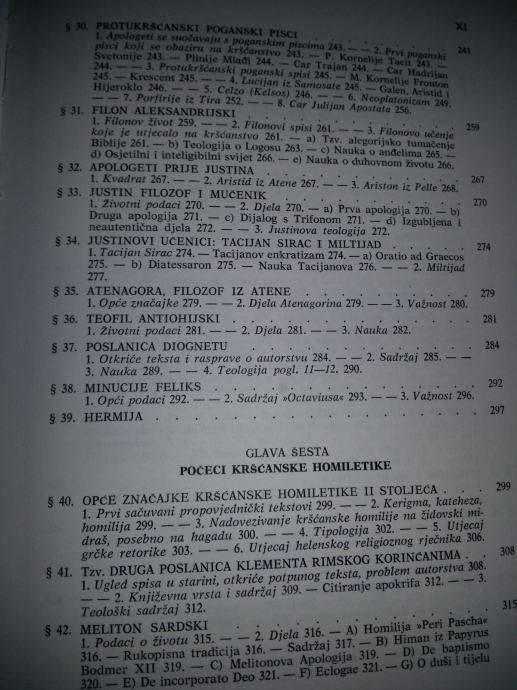 XI
§ 30. PROTUKRŠĆANSKI POGANSKI PISCI . . . . . . . 243
1. Apologeti se suočavaju s poganskim piscima 243. — — 2. Prvi poganski
pisci koji se obaziru na kršćanstvo 243. — P. Kornelije Tacit 243. —
Svetonije 243. — Plinije Mlađi 244. — Car Trajan 244. — Car Hadrijan
244. — — 3. Protukršćanski poganski spisi 245. — M. Kornelije Fronton
245. — Krescent 245. — — 4. Lucijan iz Samosate 245. — Galen, Aristid i
Hijeroklo 246. — — 5. Celzo (Kelsos) 246. — — 6. Neoplatonizam 249.
— — 7. Porfirije iz Tira 252. — — 8. Car Julijan Apostata 256.
§ 31. FILON ALEKSANDRIJSKI . . . . . . . . 259
1. Filonov život 259. — — 2. Filonovi spisi 261. — — 3. Filonovo učenje
koje je utjecalo na kršćanstvo 261. — a) Tzv. alegorijsko tumačenje
Biblije 261. — b) Teologija o Logosu 263. — c) Nauka o anđelima 265. —
d) Osjetilni i inteligibilni svijet 266. — e) Nauka o duhovnom životu 266.
§ 32. APOLOGETI PRIJE JUSTINA . . . . . . . 267
1. Kvadrat 267. — — 2. Aristid iz Atene 267. — — 3. Ariston iz Pelle 268.
§ 33. JUSTIN FILOZOF I MUČENIK . . . . . . . 270
1. Životni podaci 270. — — 2. Djela 270. — a) Prva apologija 270. — b)
Druga apologija 271. — c) Dijalog s Trifonom 271. — d) Izgubljena i
neautentična djela 272. — — 3. Justinova teologija 272.
§ 34. JUSTINOVI UČENICI: TACIJAN SIRAC I MILTIJAD . . . 274
1. Tacijan Sirac 274. — Tacijanov enkratizam 274. — a) Oratio ad Graecos
275. — b) Diatessaron 275. — Nauka Tacijanova 276. — — 2. Miltijad
277.
§ 35. ATENAGORA, FILOZOF IZ ATENE . . . . . . 279
1. Opće značajke 279. — — 2. Djela Atenagorina 279. — — 3. Važnost 280.
§ 36. TEOFIL ANTIOHIJSKI . . . . . . . . 281
1. Životni podaci 281. — — 2. Djela 281. — — 3. Nauka 282.
§ 37. POSLANICA DIOGNETU . . . . . . . . 284
1. Otkriće teksta i rasprave o autorstvu 284. — — 2. Sadržaj 285. — —
3. Nauka 289. — — 4. Teologija pogl. 11—12. 290.
§ 38. MINUCIJE FELIKS . . . . . . . . . 292
1. Opći podaci 292. — — 2. Sadržaj »Octaviusa« 293. — — 3. Važnost 296.
§ 39. HERMIJA . . . . . . . . . . . 297
GLAVA ŠESTA
POČECI KRŠĆANSKE HOMILETIKE
§ 40. OPĆE ZNAČAJKE KRŠĆANSKE HOMILETIKE II STOLJEĆA . . . 299
1. Prvi sačuvani propovjednički tekstovi 299. — — 2. Kerigma, kateheza,
homilija 299. — — 3. Nadovezivanje kršćanske homilije na židovski mi-
draš, posebno na hagadu 300. — — 4. Tipologija 302. — — 5. Utjecaj
grčke retorike 303. — — 6. Utjecaj helenskog religioznog rječnika 306.
§ 41. Tzv. DRUGA POSLANICA KLEMENTA RIMSKOG KORINĆANIMA . 308
1. Ugled spisa u starini, otkriće potpunog teksta, problem autorstva 308.
— — 2. Književna vrsta i sadržaj 309. — Citiranje apokrifa 312. — — 3.
Teološki sadržaj 312.
§ 42. MELITON SARDSKI . . . . . . . . . 315
1. Podaci o životu 315. — — 2. Djela 316. — A) Homilija »Peri Pascha«
316. — Rukopisna tradicija 316. — Sadržaj 317. — B) Himan iz Papyrus
Bodmer XII 319. — C) Melitonova Apologija 319. — D) De baptismo
320. — E) De incorporato Deo 321. — F) Eclogae 321. — G) O duši i tijelu